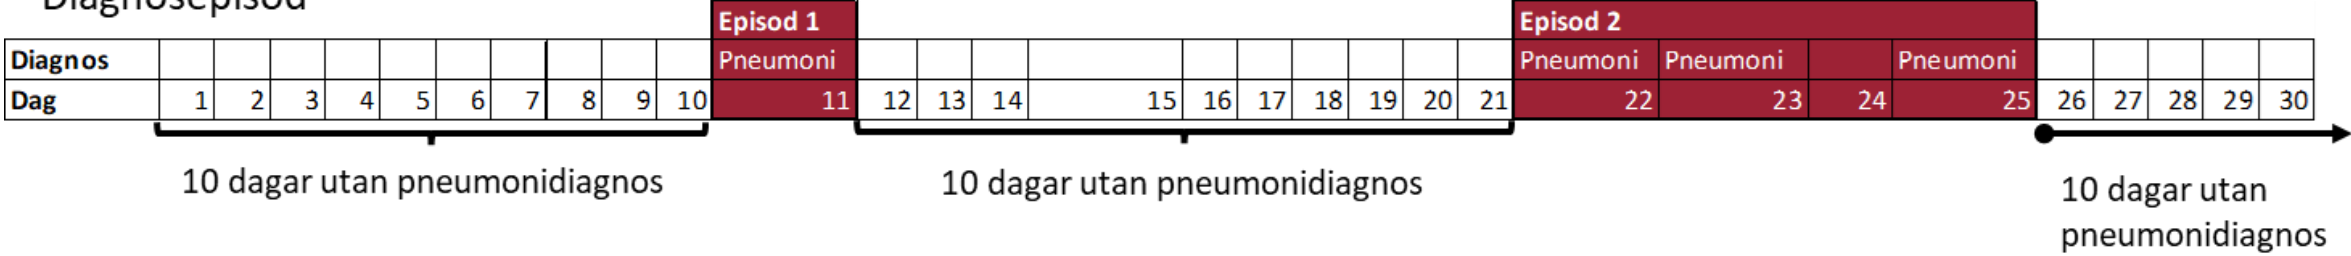 Diagnosepisod
Episod 1 Episod 2
Diagnos Pneumoni Pneumoni Pneumoni Pneumoni
Dag 1 2 3 4 5 6 7 8 9 10 11 12 13 14 15 16 17 18 19 20 21 22 23 24 25 26 27 28 29 30
10 dagar utan pneumonidiagnos 10 dagar utan pneumonidiagnos 10 dagar utan
pneumonidiagnos